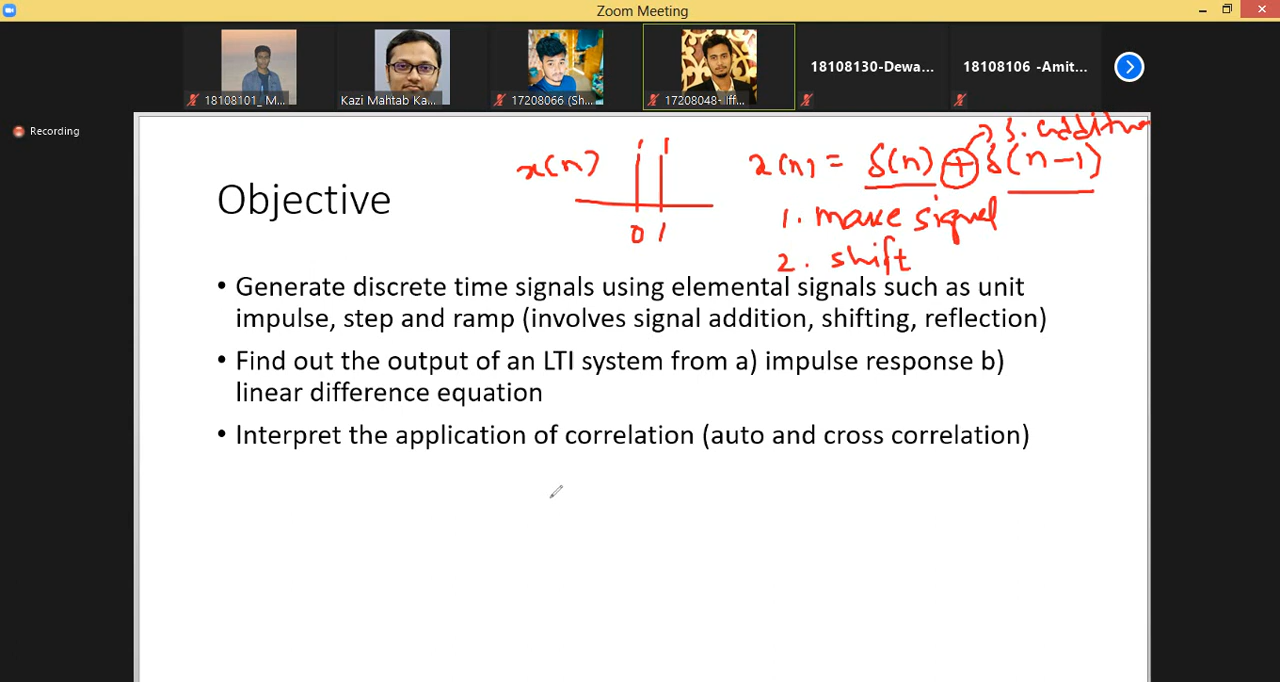 Zoom Meeting
18108101_ M...
Kazi Mahtab Ka...
17208066 (Sh...
17208048- Iff...
18108130-Dewa...
18108106 -Amit...
Recording
x(n)
1 1
0 1
x(n) = δ(n) + δ(n-1)
3. addition
1. make signal
2. shift
Objective
• Generate discrete time signals using elemental signals such as unit
impulse, step and ramp (involves signal addition, shifting, reflection)
• Find out the output of an LTI system from a) impulse response b)
linear difference equation
• Interpret the application of correlation (auto and cross correlation)